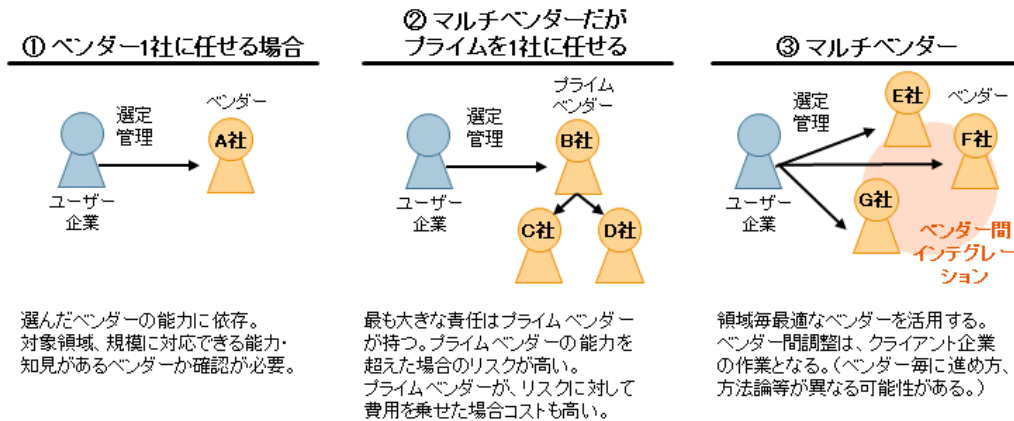 ① ベンダー1社に任せる場合
選定
管理
ベンダー
A社
ユーザー
企業
選んだベンダーの能力に依存。
対象領域、規模に対応できる能力・
知見があるベンダーか確認が必要。
② マルチベンダーだが
プライムを1社に任せる
選定
管理
プライム
ベンダー
B社
ユーザー
企業
C社
D社
最も大きな責任はプライムベンダー
が持つ。プライムベンダーの能力を
超えた場合のリスクが高い。
プライムベンダーが、リスクに対して
費用を乗せた場合コストも高い。
③ マルチベンダー
選定
管理
E社
ベンダー
F社
G社
ユーザー
企業
ベンダー間
インテグレー
ション
領域毎最適なベンダーを活用する。
ベンダー間調整は、クライアント企業
の作業となる。（ベンダー毎に進め方、
方法論等が異なる可能性がある。）